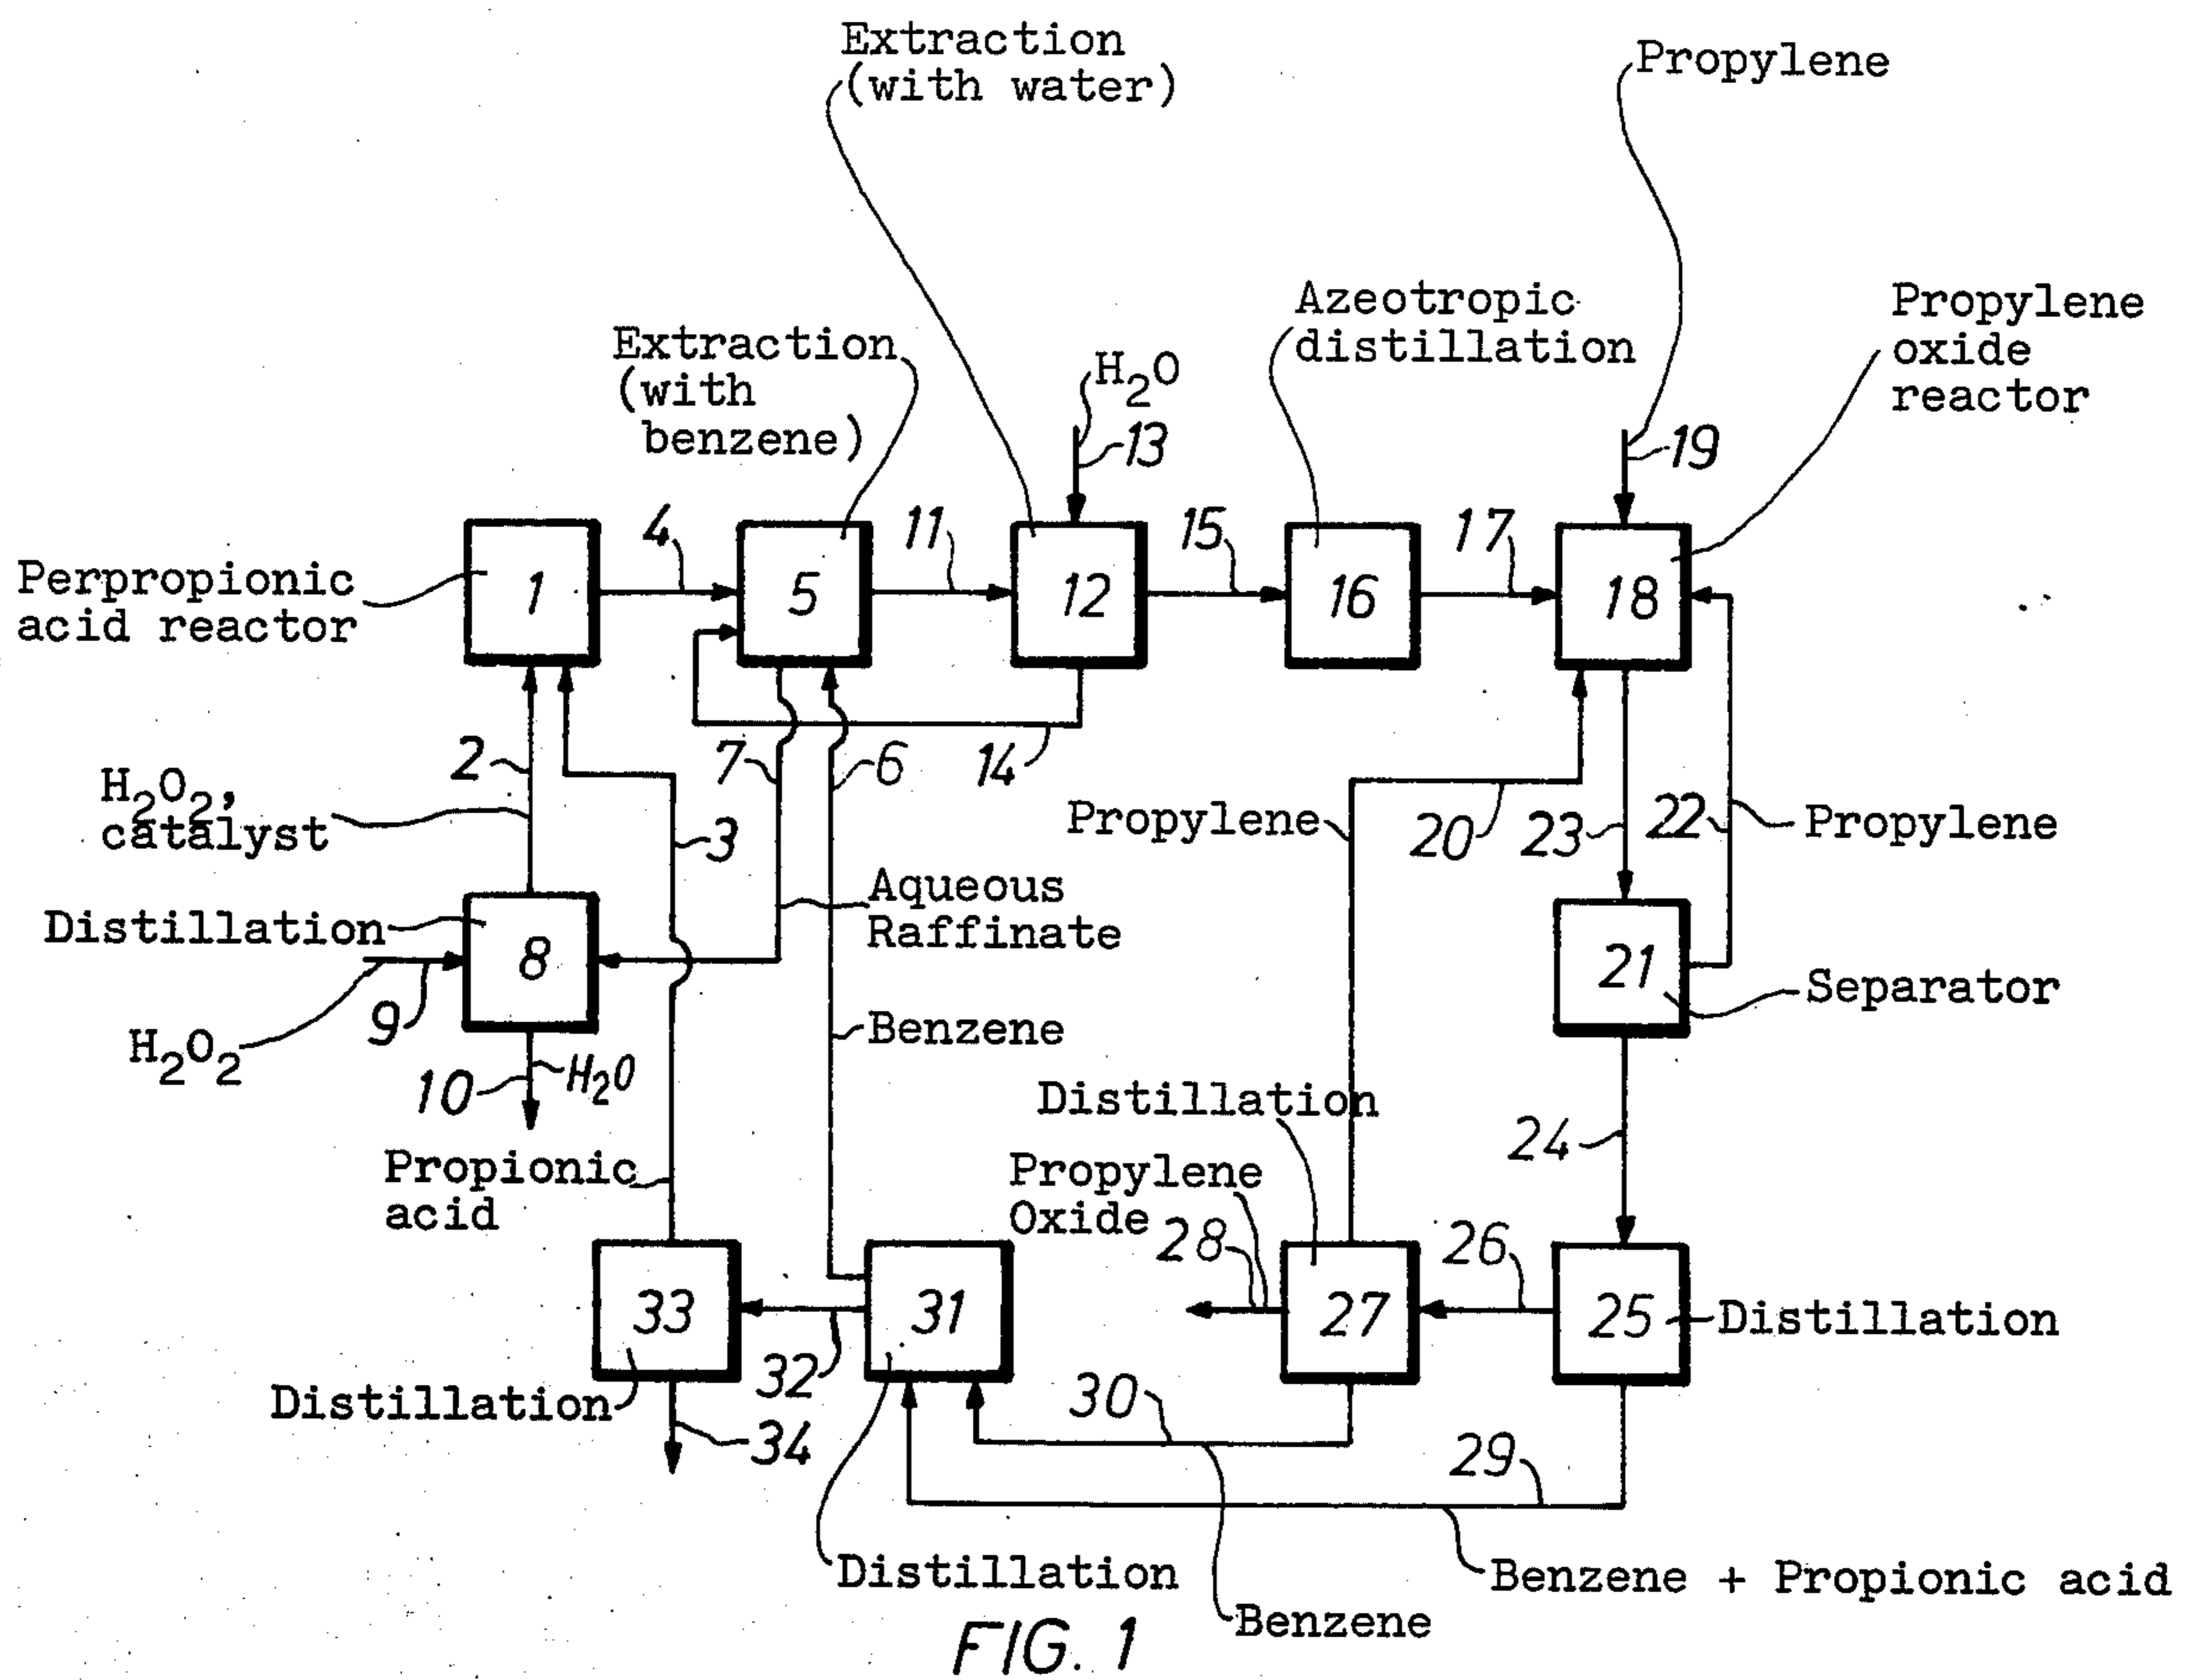 Extraction
(with water)
Propylene
Azeotropic
distillation
Propylene
oxide
reactor
Extraction
(with
benzene)
H₂O
13
19
4
11
15
17
Perpropionic
acid reactor
1
5
12
16
18
2
7
6
14
H₂O₂,
catalyst
3
Propylene
20
23
22
Propylene
Aqueous
Raffinate
Distillation
8
21
Separator
9
Benzene
H₂O₂
10
H₂O
Distillation
24
Propionic
acid
Propylene
Oxide
28
26
33
31
27
25
Distillation
32
Distillation
30
34
29
Distillation
Benzene + Propionic acid
Benzene
FIG. 1